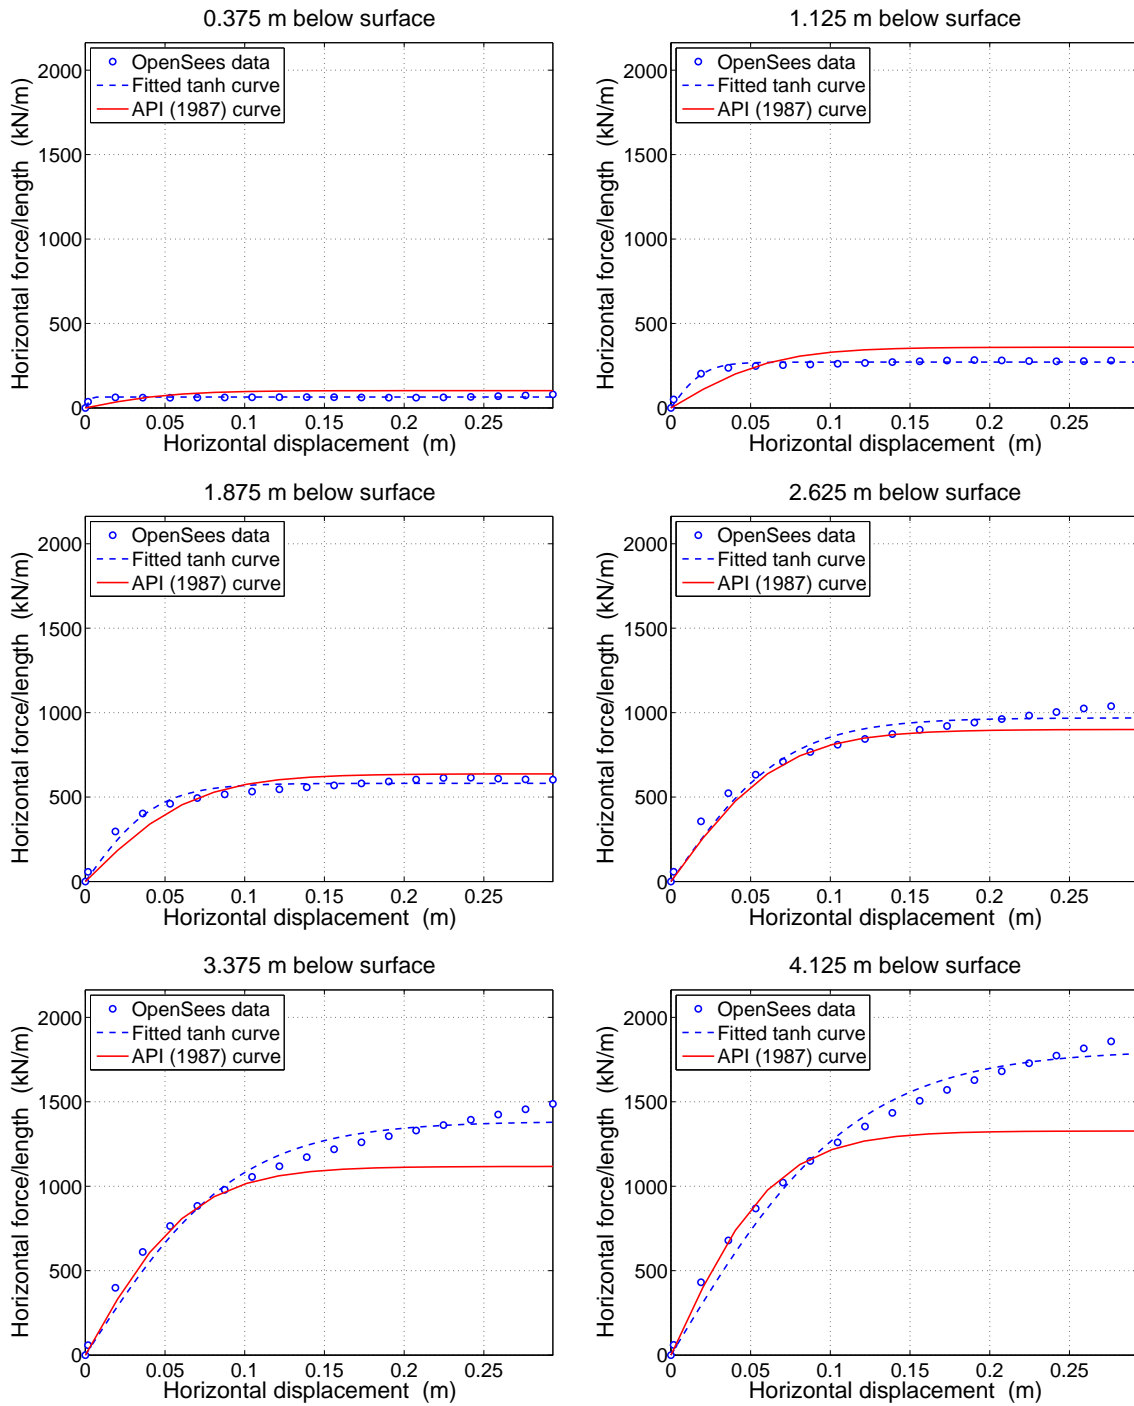 0.375 m below surface
Horizontal force/length (kN/m)
2000
1500
1000
500
0
OpenSees data
Fitted tanh curve
API (1987) curve
0 0.05 0.1 0.15 0.2 0.25
Horizontal displacement (m)
1.125 m below surface
Horizontal force/length (kN/m)
2000
1500
1000
500
0
OpenSees data
Fitted tanh curve
API (1987) curve
0 0.05 0.1 0.15 0.2 0.25
Horizontal displacement (m)
1.875 m below surface
Horizontal force/length (kN/m)
2000
1500
1000
500
0
OpenSees data
Fitted tanh curve
API (1987) curve
0 0.05 0.1 0.15 0.2 0.25
Horizontal displacement (m)
2.625 m below surface
Horizontal force/length (kN/m)
2000
1500
1000
500
0
OpenSees data
Fitted tanh curve
API (1987) curve
0 0.05 0.1 0.15 0.2 0.25
Horizontal displacement (m)
3.375 m below surface
Horizontal force/length (kN/m)
2000
1500
1000
500
0
OpenSees data
Fitted tanh curve
API (1987) curve
0 0.05 0.1 0.15 0.2 0.25
Horizontal displacement (m)
4.125 m below surface
Horizontal force/length (kN/m)
2000
1500
1000
500
0
OpenSees data
Fitted tanh curve
API (1987) curve
0 0.05 0.1 0.15 0.2 0.25
Horizontal displacement (m)